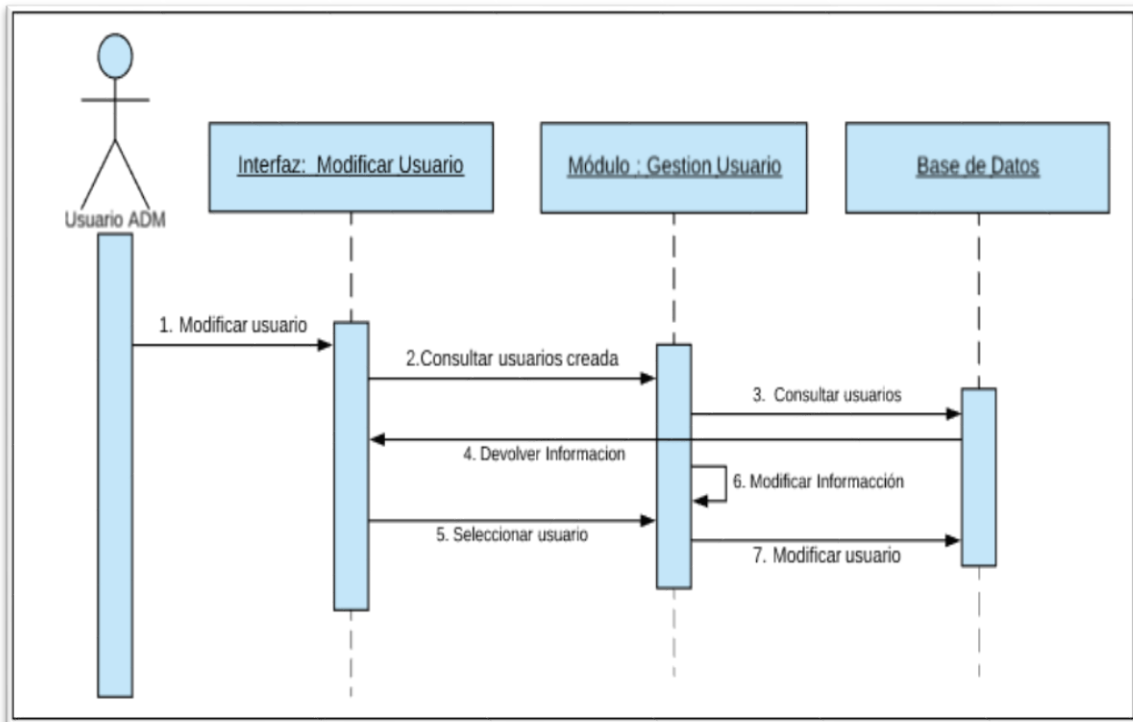 Usuario ADM
Interfaz: Modificar Usuario
Módulo : Gestion Usuario
Base de Datos
1. Modificar usuario
2.Consultar usuarios creada
3. Consultar usuarios
4. Devolver Informacion
6. Modificar Informacción
5. Seleccionar usuario
7. Modificar usuario